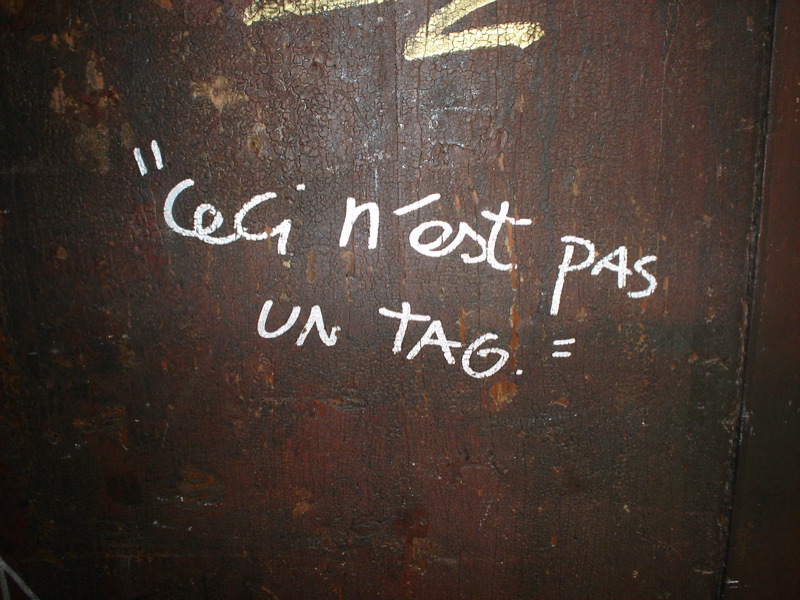 "Ceci n'est pas
un TAG."